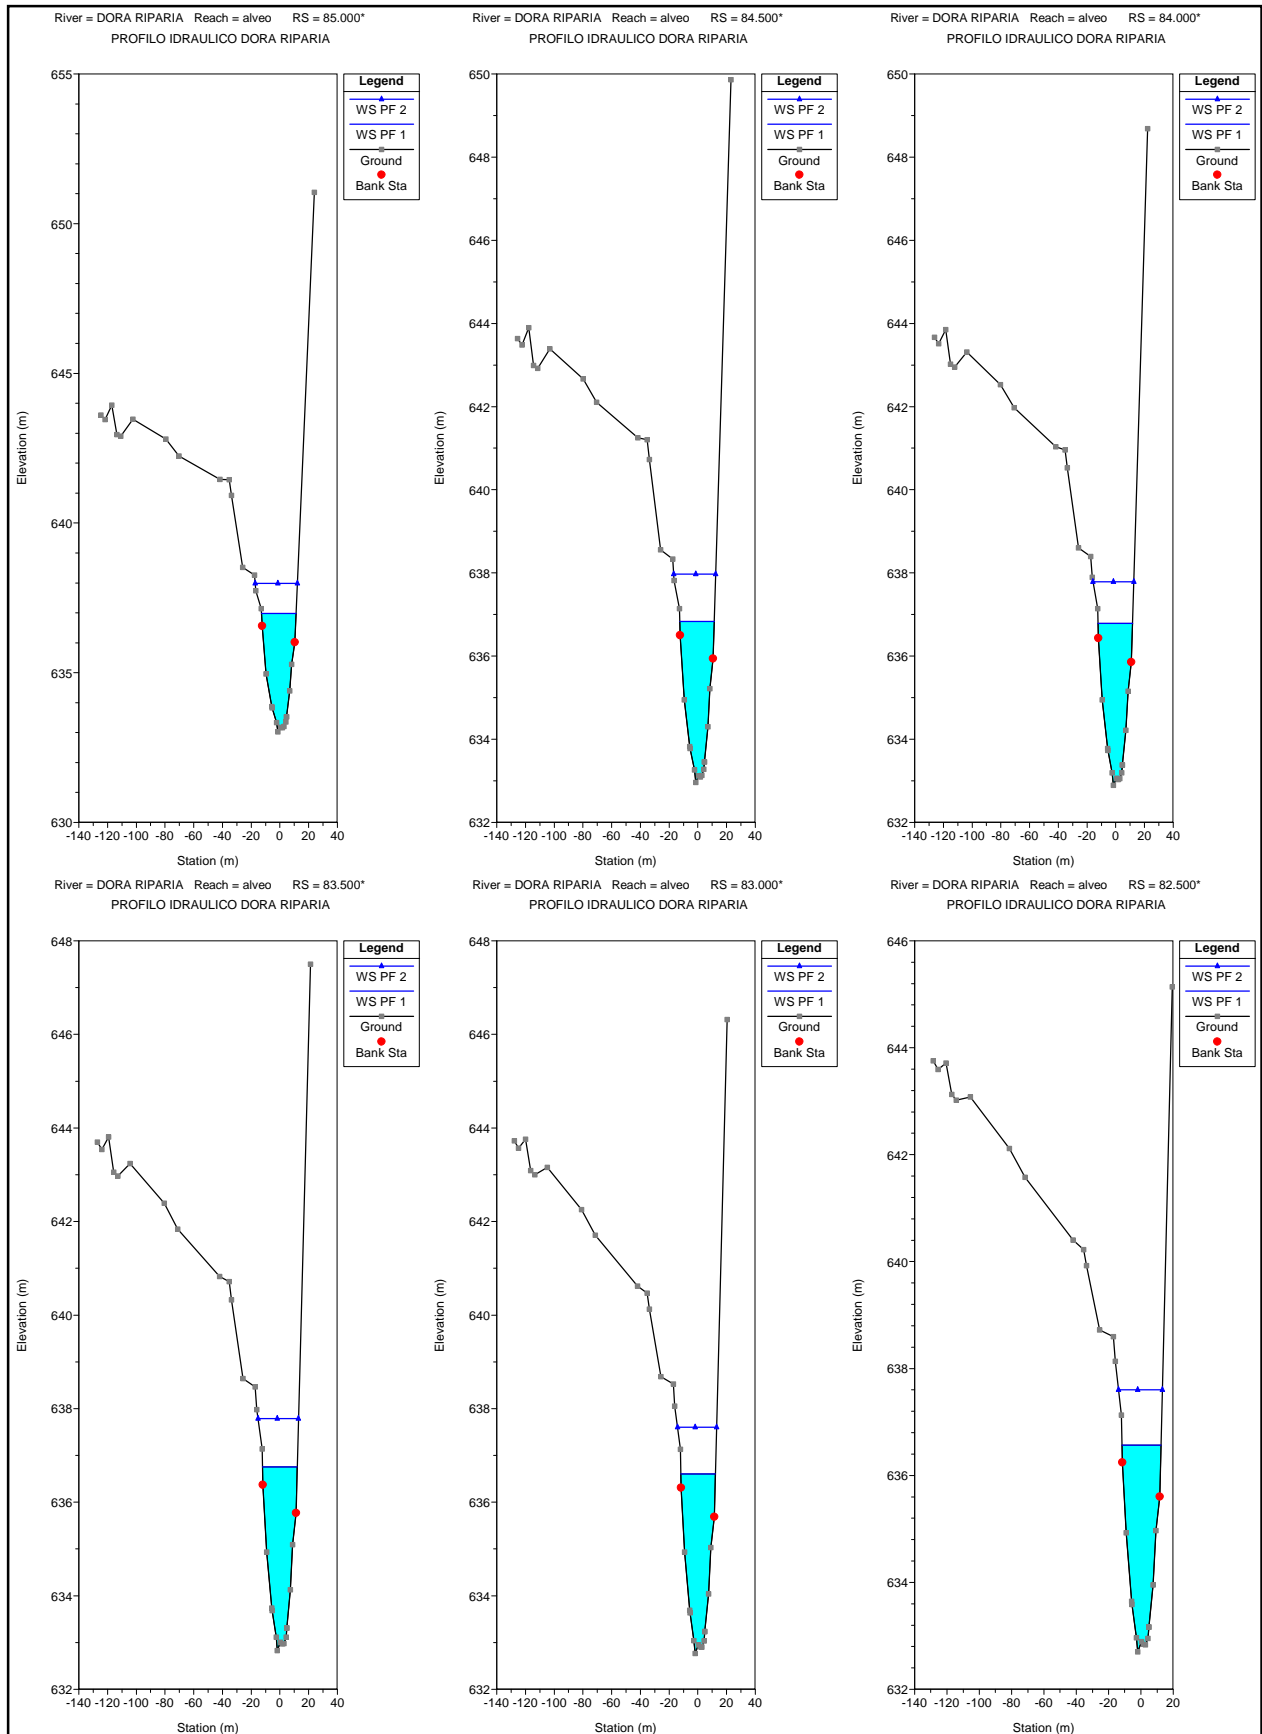 River = DORA RIPARIA   Reach = alveo      RS = 85.000*
PROFILO IDRAULICO DORA RIPARIA
655
650
645
640
635
630
-140 -120 -100 -80 -60 -40 -20 0 20 40
Elevation (m)
Station (m)
Legend
WS PF 2
WS PF 1
Ground
Bank Sta
River = DORA RIPARIA   Reach = alveo      RS = 84.500*
PROFILO IDRAULICO DORA RIPARIA
650
648
646
644
642
640
638
636
634
632
-140 -120 -100 -80 -60 -40 -20 0 20 40
Elevation (m)
Station (m)
Legend
WS PF 2
WS PF 1
Ground
Bank Sta
River = DORA RIPARIA   Reach = alveo      RS = 84.000*
PROFILO IDRAULICO DORA RIPARIA
650
648
646
644
642
640
638
636
634
632
-140 -120 -100 -80 -60 -40 -20 0 20 40
Elevation (m)
Station (m)
Legend
WS PF 2
WS PF 1
Ground
Bank Sta
River = DORA RIPARIA   Reach = alveo      RS = 83.500*
PROFILO IDRAULICO DORA RIPARIA
648
646
644
642
640
638
636
634
632
-140 -120 -100 -80 -60 -40 -20 0 20 40
Elevation (m)
Station (m)
Legend
WS PF 2
WS PF 1
Ground
Bank Sta
River = DORA RIPARIA   Reach = alveo      RS = 83.000*
PROFILO IDRAULICO DORA RIPARIA
648
646
644
642
640
638
636
634
632
-140 -120 -100 -80 -60 -40 -20 0 20 40
Elevation (m)
Station (m)
Legend
WS PF 2
WS PF 1
Ground
Bank Sta
River = DORA RIPARIA   Reach = alveo      RS = 82.500*
PROFILO IDRAULICO DORA RIPARIA
646
644
642
640
638
636
634
632
-140 -120 -100 -80 -60 -40 -20 0 20
Elevation (m)
Station (m)
Legend
WS PF 2
WS PF 1
Ground
Bank Sta